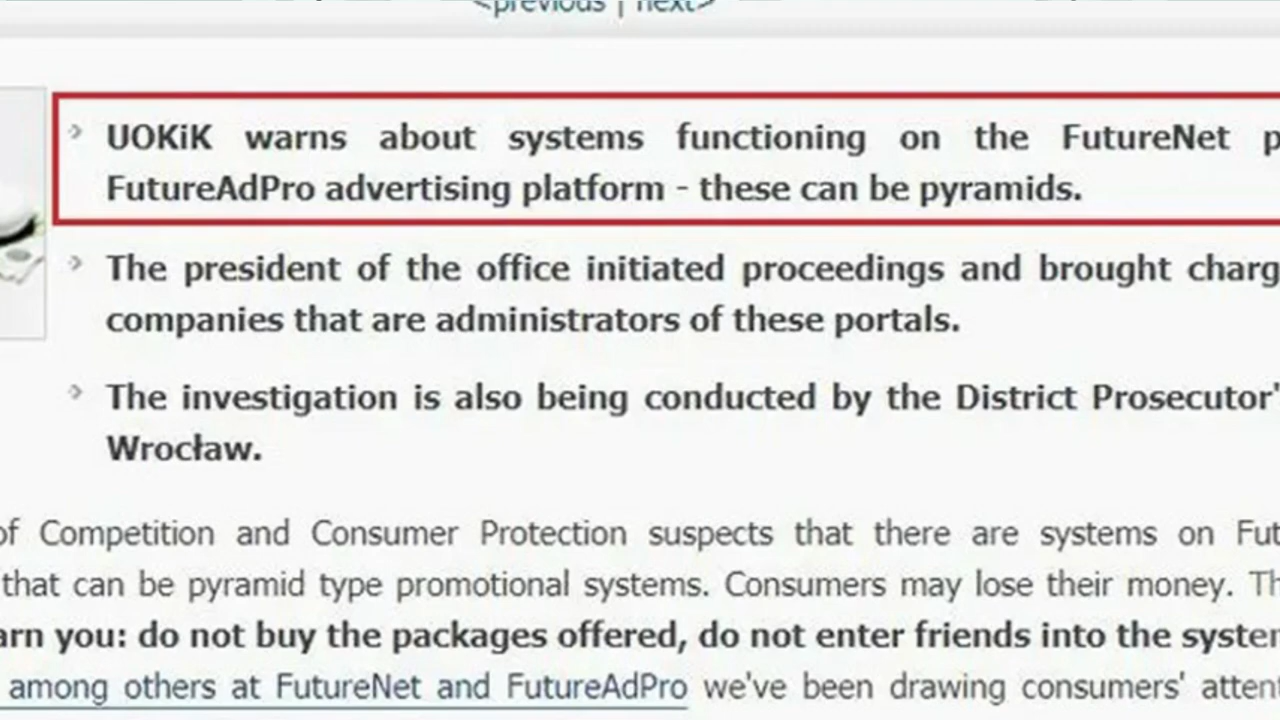 <previous | next>
UOKiK warns about systems functioning on the FutureNet
FutureAdPro advertising platform - these can be pyramids.
The president of the office initiated proceedings and brought
companies that are administrators of these portals.
The investigation is also being conducted by the District Prosecutor'
Wrocław.
of Competition and Consumer Protection suspects that there are systems on
that can be pyramid type promotional systems. Consumers may lose their money.
you: do not buy the packages offered, do not enter friends into the
among others at FutureNet and FutureAdPro we've been drawing consumers'